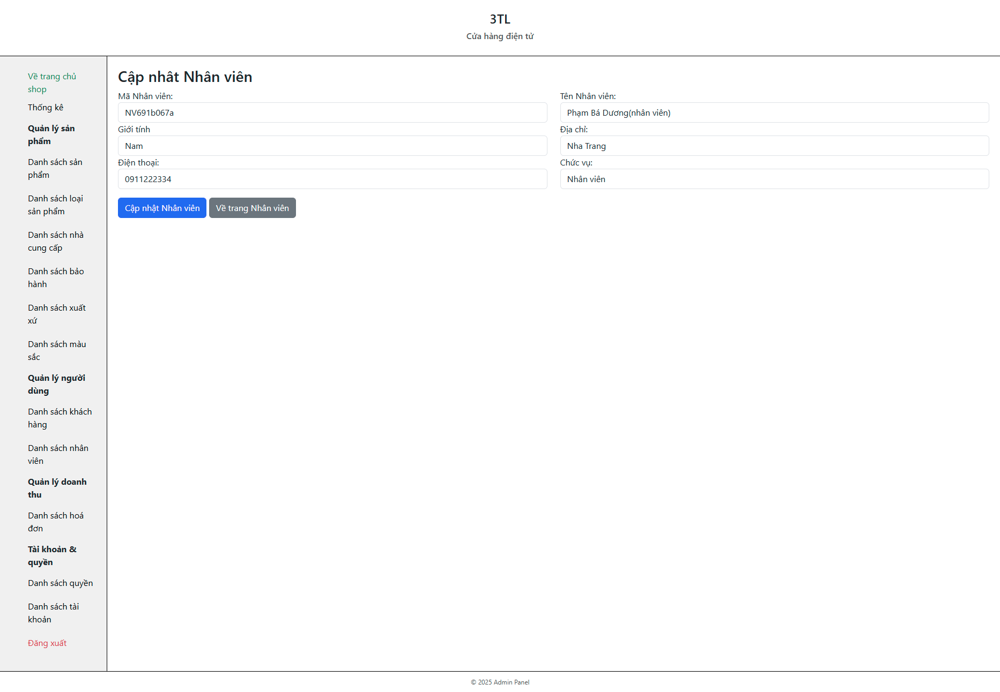 3TL
Cửa hàng điện tử
Về trang chủ
shop
Thống kê
Quản lý sản
phẩm
Danh sách sản
phẩm
Danh sách loại
sản phẩm
Danh sách nhà
cung cấp
Danh sách bảo
hành
Danh sách xuất
xứ
Danh sách màu
sắc
Quản lý người
dùng
Danh sách khách
hàng
Danh sách nhân
viên
Quản lý doanh
thu
Danh sách hoá
đơn
Tài khoản &
quyền
Danh sách quyền
Danh sách tài
khoản
Đăng xuất
Cập nhât Nhân viên
Mã Nhân viên:
NV691b067a
Tên Nhân viên:
Phạm Bá Dương(nhân viên)
Giới tính
Nam
Địa chỉ:
Nha Trang
Điện thoại:
0911222334
Chức vụ:
Nhân viên
Cập nhật Nhân viên
Về trang Nhân viên
© 2025 Admin Panel